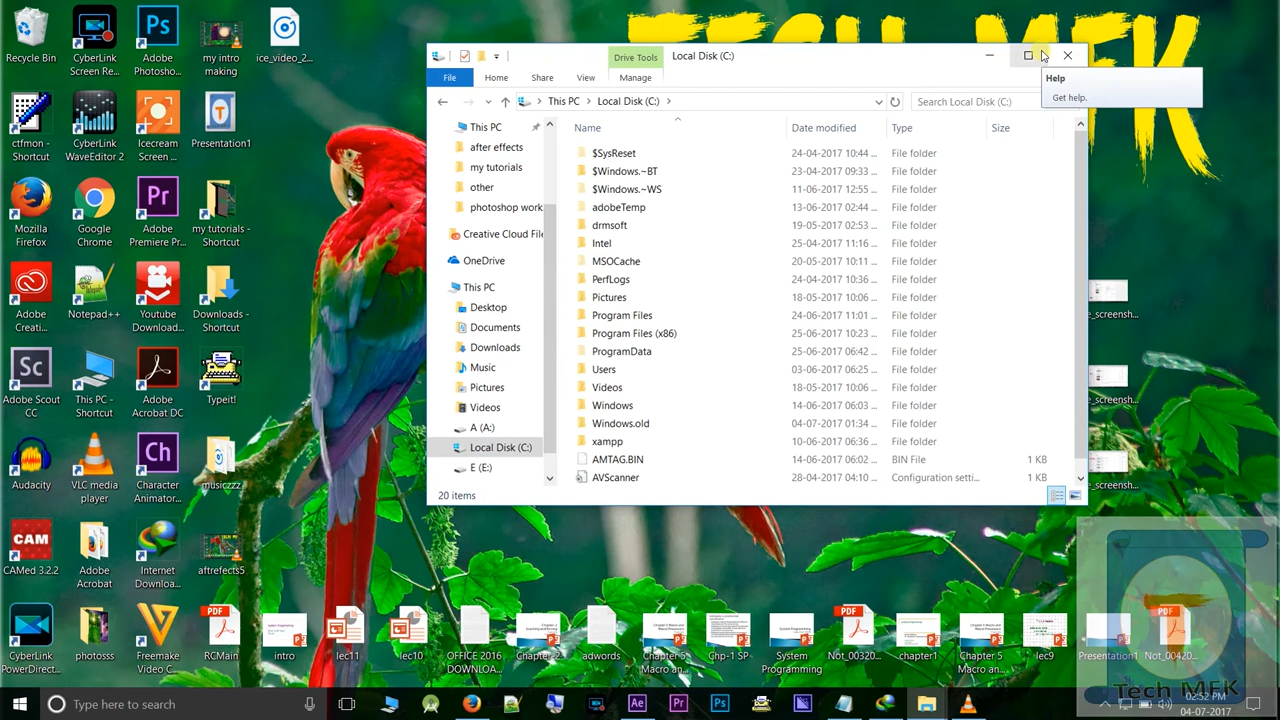 TECH MFK
Recycle Bin
CyberLink
Screen Re...
Adobe
Photosho...
my intro
making
ice_video_2...
ctfmon -
Shortcut
CyberLink
WaveEditor 2
Icecream
Screen ...
Presentation1
Mozilla
Firefox
Google
Chrome
Adobe
Premiere Pr...
my tutorials -
Shortcut
Adobe
Creati...
Notepad++
Youtube
Download...
Downloads -
Shortcut
Adobe Scout
CC
This PC -
Shortcut
Adobe
Acrobat DC
Typeit!
Audacity
VLC media
player
Character
Animator...
musiczzz
CAMed 3.2.2
Adobe
Acrobat
Internet
Downloa...
aftrefects5
CyberLink
PowerDirect...
photosss
Freemake
Video C...
RCMain
intro
lec11
lec10
OFFICE 2016
DOWNLOA...
Chapter-2
adwords
Chapter 5
Macro an...
Chp-1 SP
System
Programming
Not_00320...
chapter1
Chapter 5
Macro an...
lec9
Presentation1
Not_00420...
e_screensh...
e_screensh...
e_screensh...
Drive Tools
Local Disk (C:)
File
Home
Share
View
Manage
Help
Get help.
This PC
Local Disk (C:)
Search Local Disk (C:)
This PC
after effects
my tutorials
other
photoshop work
Creative Cloud File
OneDrive
This PC
Desktop
Documents
Downloads
Music
Pictures
Videos
A (A:)
Local Disk (C:)
E (E:)
Name Date modified Type Size
$SysReset 24-04-2017 10:44 ... File folder
$Windows.~BT 23-04-2017 09:33 ... File folder
$Windows.~WS 11-06-2017 12:55 ... File folder
adobeTemp 13-06-2017 02:44 ... File folder
drmsoft 19-05-2017 02:53 ... File folder
Intel 25-04-2017 11:16 ... File folder
MSOCache 20-05-2017 10:11 ... File folder
PerfLogs 24-04-2017 10:36 ... File folder
Pictures 18-05-2017 10:06 ... File folder
Program Files 24-06-2017 11:01 ... File folder
Program Files (x86) 25-06-2017 10:23 ... File folder
ProgramData 25-06-2017 06:42 ... File folder
Users 03-06-2017 06:25 ... File folder
Videos 18-05-2017 10:06 ... File folder
Windows 14-06-2017 06:03 ... File folder
Windows.old 04-07-2017 01:34 ... File folder
xampp 10-06-2017 06:36 ... File folder
AMTAG.BIN 14-06-2017 06:02 ... BIN File 1 KB
AVScanner 28-04-2017 04:10 ... Configuration setti... 1 KB
20 items
Type here to search
Tech MFK
02:52 PM
04-07-2017